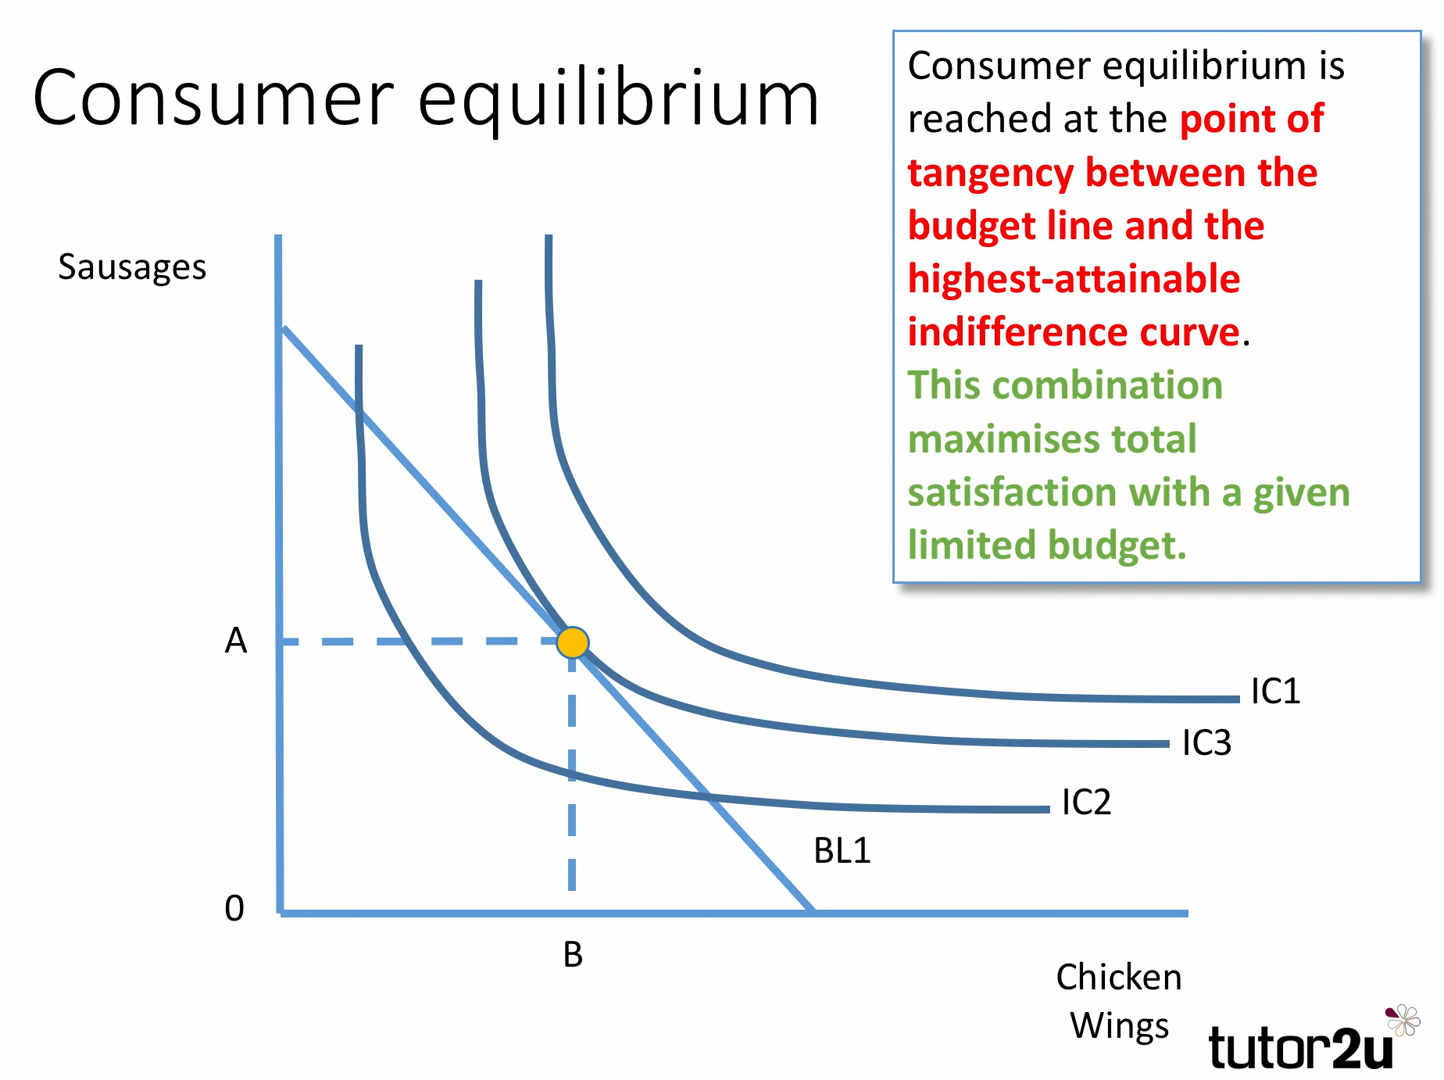 Consumer equilibrium
Consumer equilibrium is
reached at the point of
tangency between the
budget line and the
highest-attainable
indifference curve.
This combination
maximises total
satisfaction with a given
limited budget.
Sausages
A
IC1
IC3
IC2
BL1
0
B
Chicken
Wings
tutor2u